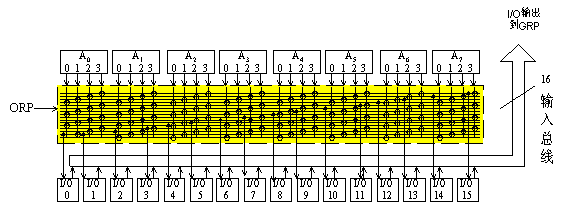 I/O输出
到GRP
A0 A1 A2 A3 A4 A5 A6 A7
0 1 2 3 0 1 2 3 0 1 2 3 0 1 2 3 0 1 2 3 0 1 2 3 0 1 2 3 0 1 2 3
16
输
入
总
线
ORP
I/O I/O I/O I/O I/O I/O I/O I/O I/O I/O I/O I/O I/O I/O I/O I/O
0 1 2 3 4 5 6 7 8 9 10 11 12 13 14 15